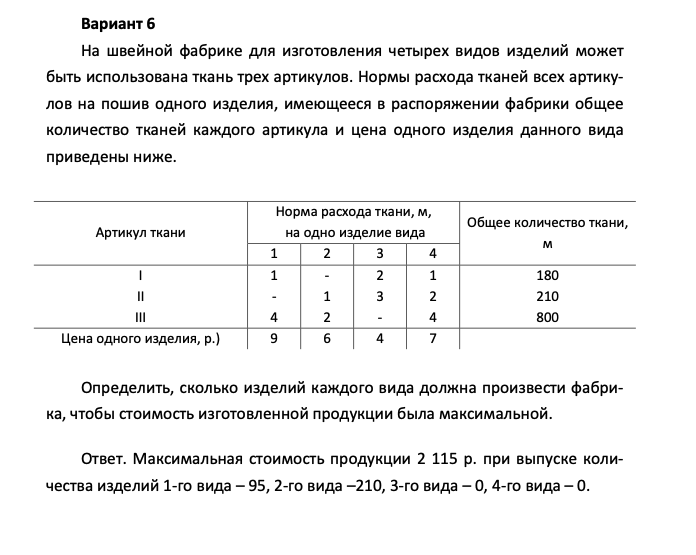 Вариант 6
На швейной фабрике для изготовления четырех видов изделий может
быть использована ткань трех артикулов. Нормы расхода тканей всех артику-
лов на пошив одного изделия, имеющееся в распоряжении фабрики общее
количество тканей каждого артикула и цена одного изделия данного вида
приведены ниже.
Артикул ткани
Норма расхода ткани, м,
на одно изделие вида
Общее количество ткани,
м
1 2 3 4
I 1 - 2 1 180
II - 1 3 2 210
III 4 2 - 4 800
Цена одного изделия, р.) 9 6 4 7
Определить, сколько изделий каждого вида должна произвести фабри-
ка, чтобы стоимость изготовленной продукции была максимальной.
Ответ. Максимальная стоимость продукции 2 115 р. при выпуске коли-
чества изделий 1-го вида – 95, 2-го вида –210, 3-го вида – 0, 4-го вида – 0.